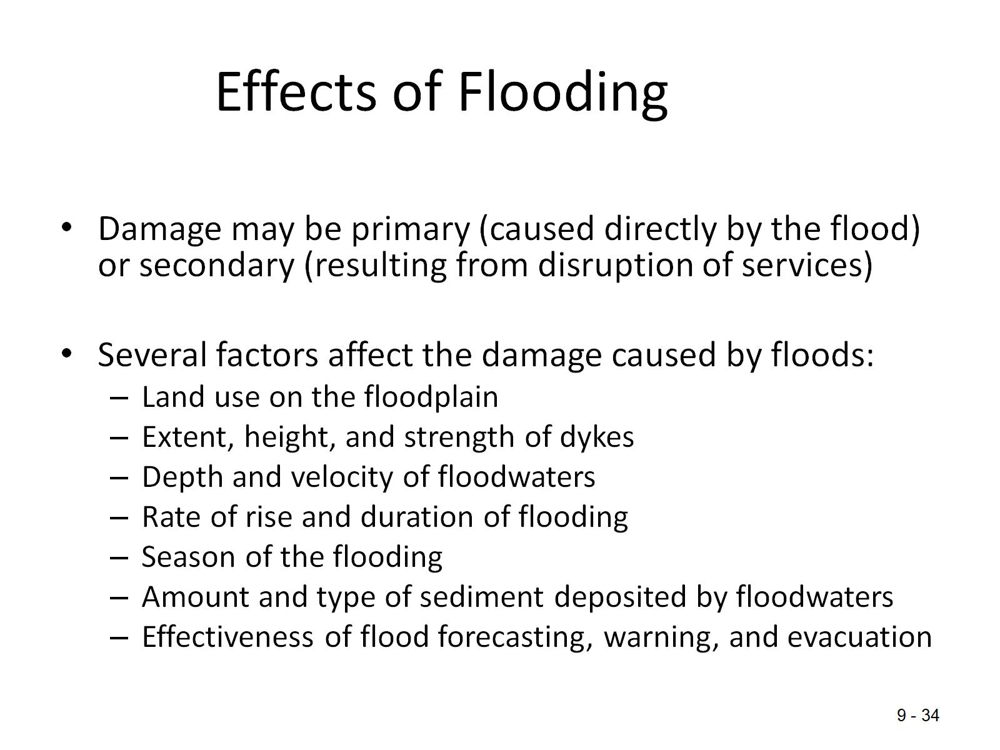 Effects of Flooding
• Damage may be primary (caused directly by the flood)
or secondary (resulting from disruption of services)
• Several factors affect the damage caused by floods:
– Land use on the floodplain
– Extent, height, and strength of dykes
– Depth and velocity of floodwaters
– Rate of rise and duration of flooding
– Season of the flooding
– Amount and type of sediment deposited by floodwaters
– Effectiveness of flood forecasting, warning, and evacuation
9 - 34